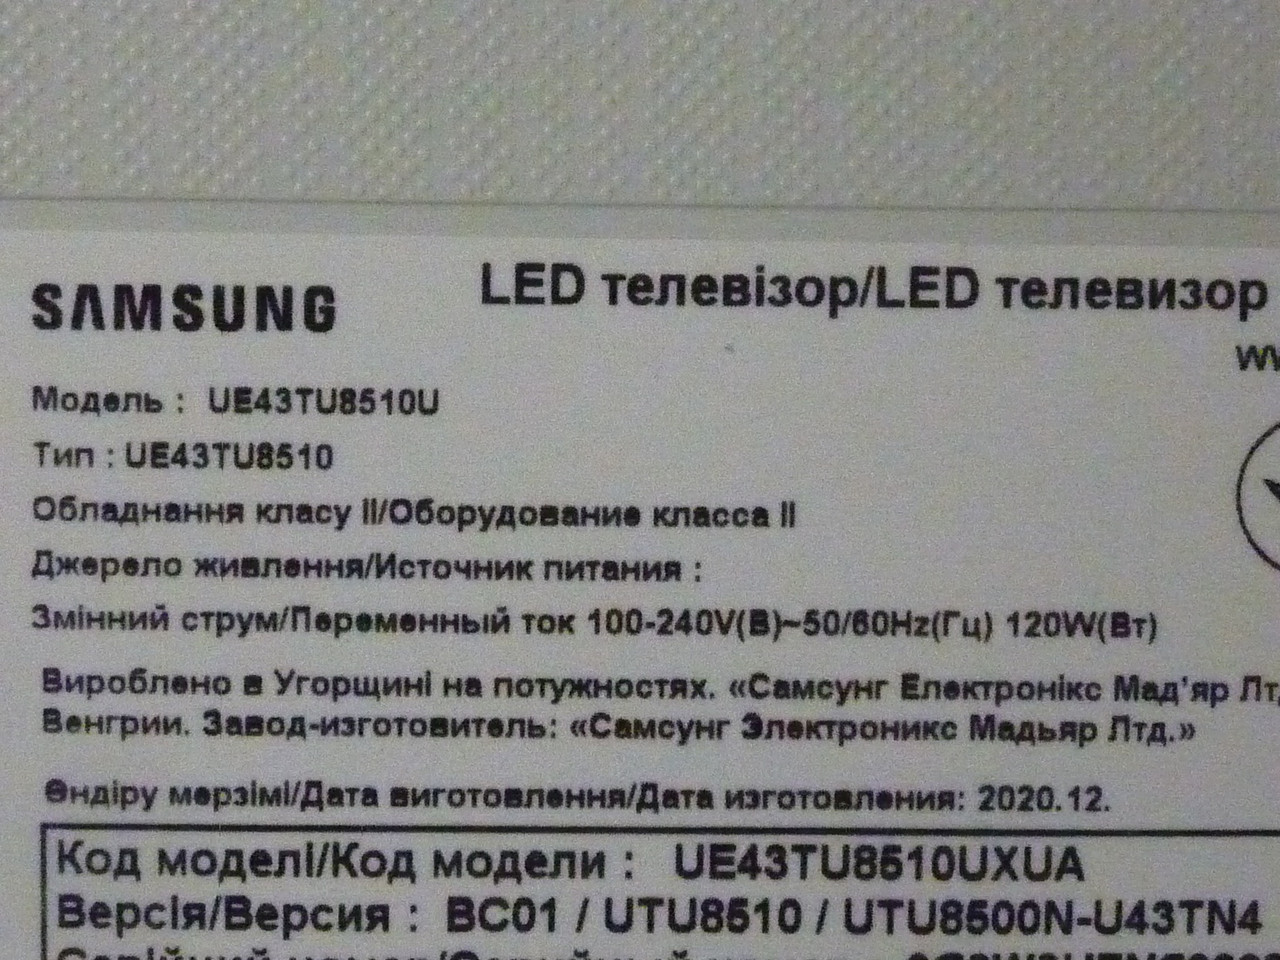 SAMSUNG
LED телевізор/LED телевизор
Модель : UE43TU8510U
Тип : UE43TU8510
Обладнання класу II/Оборудование класса II
Джерело живлення/Источник питания :
Змінний струм/Переменный ток 100-240V(В)~50/60Hz(Гц) 120W(Вт)
Вироблено в Угорщині на потужностях. «Самсунг Електронікс Мад'яр Лтд
Венгрии. Завод-изготовитель: «Самсунг Электроникс Мадьяр Лтд.»
Өндіру мерзімі/Дата виготовлення/Дата изготовления: 2020.12.
Код моделі/Код модели : UE43TU8510UXUA
Версія/Версия : BC01 / UTU8510 / UTU8500N-U43TN4